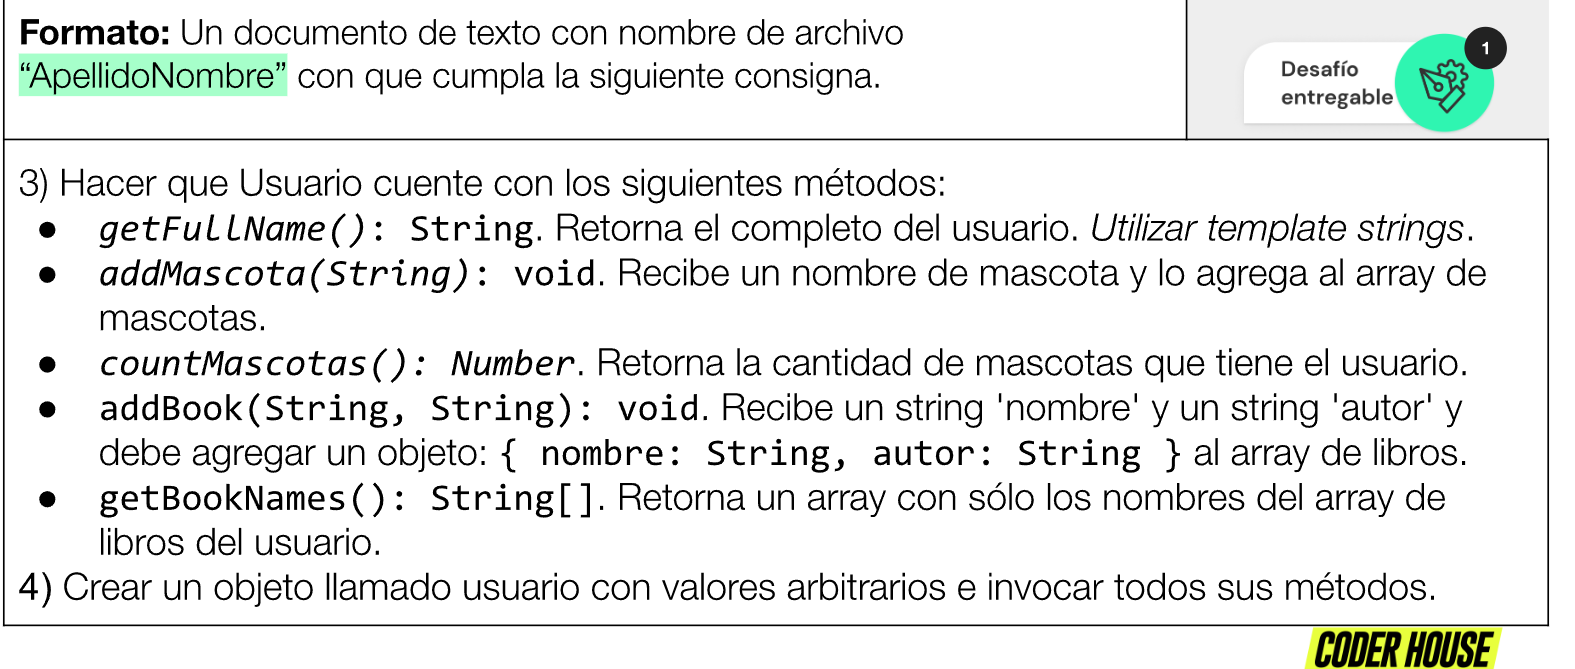 Formato: Un documento de texto con nombre de archivo
“ApellidoNombre” con que cumpla la siguiente consigna.
1
Desafío
entregable
3) Hacer que Usuario cuente con los siguientes métodos:
● getFullName(): String. Retorna el completo del usuario. Utilizar template strings.
● addMascota(String): void. Recibe un nombre de mascota y lo agrega al array de
mascotas.
● countMascotas(): Number. Retorna la cantidad de mascotas que tiene el usuario.
● addBook(String, String): void. Recibe un string 'nombre' y un string 'autor' y
debe agregar un objeto: { nombre: String, autor: String } al array de libros.
● getBookNames(): String[]. Retorna un array con sólo los nombres del array de
libros del usuario.
4) Crear un objeto llamado usuario con valores arbitrarios e invocar todos sus métodos.
CODER HOUSE